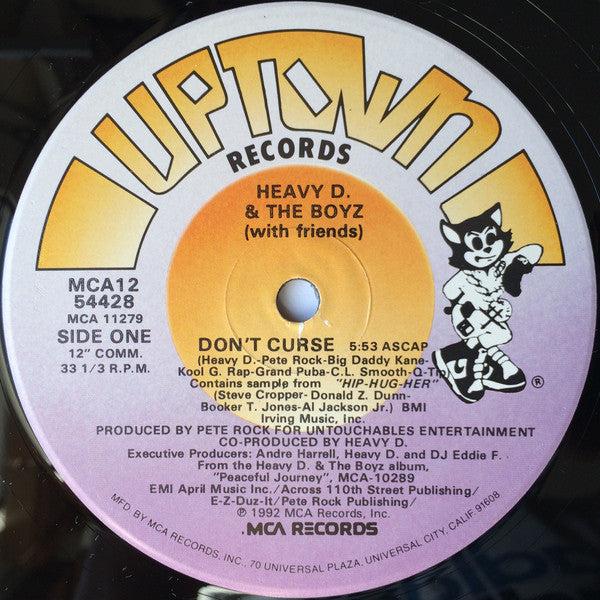 UPTOWN
RECORDS
HEAVY D.
& THE BOYZ
(with friends)
MCA12
54428
MCA 11279
SIDE ONE
12" COMM.
33 1/3 R.P.M.
DON'T CURSE 5:53 ASCAP
(Heavy D.-Pete Rock-Big Daddy Kane-
Kool G. Rap-Grand Puba-C.L. Smooth-Q-Tip)
Contains sample from "HIP-HUG-HER"
(Steve Cropper-Donald Z. Dunn-
Booker T. Jones-Al Jackson Jr.) BMI
Irving Music, Inc.
®
PRODUCED BY PETE ROCK FOR UNTOUCHABLES ENTERTAINMENT
CO-PRODUCED BY HEAVY D.
Executive Producers: Andre Harrell, Heavy D. and DJ Eddie F.
From the Heavy D. & The Boyz album,
"Peaceful Journey", MCA-10289
EMI April Music Inc./Across 110th Street Publishing/
E-Z-Duz-It/Pete Rock Publishing/
℗ 1992 MCA Records, Inc.
.MCA RECORDS
MFD BY MCA RECORDS, INC., 70 UNIVERSAL PLAZA, UNIVERSAL CITY, CALIF. 91608